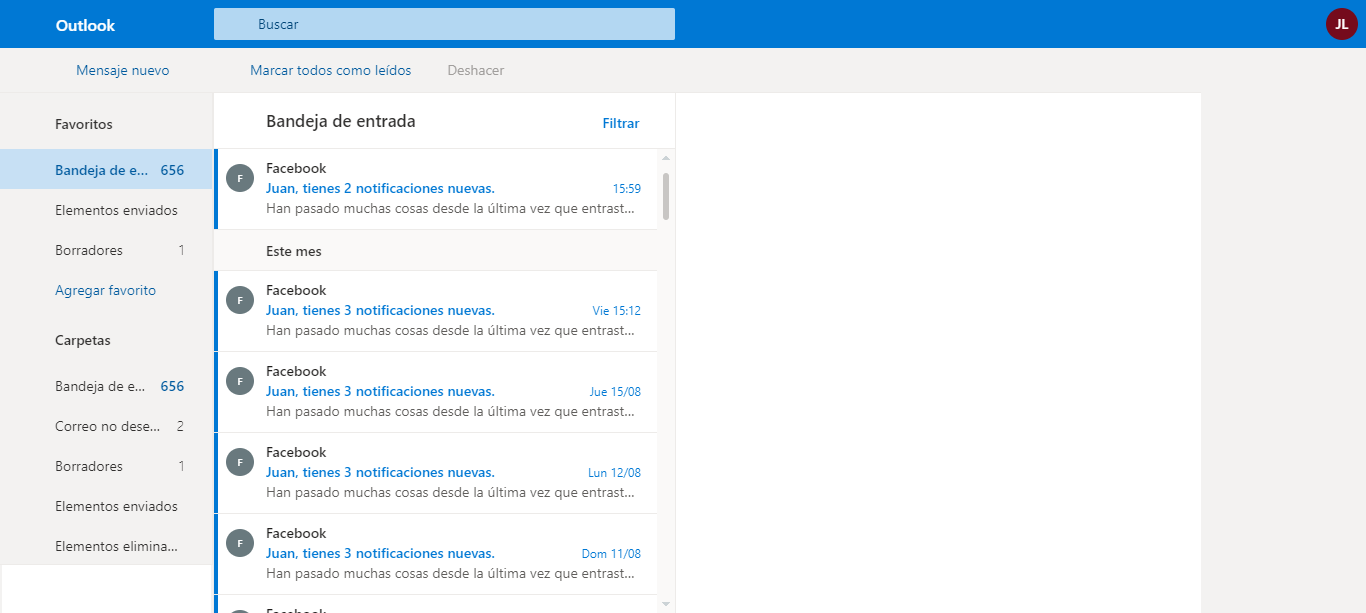 Outlook
Buscar
JL
Mensaje nuevo
Marcar todos como leídos
Deshacer
Favoritos
Bandeja de e... 656
Elementos enviados
Borradores 1
Agregar favorito
Carpetas
Bandeja de e... 656
Correo no dese... 2
Borradores 1
Elementos enviados
Elementos elimina...
Bandeja de entrada
Filtrar
F
Facebook
Juan, tienes 2 notificaciones nuevas. 15:59
Han pasado muchas cosas desde la última vez que entrast...
Este mes
F
Facebook
Juan, tienes 3 notificaciones nuevas. Vie 15:12
Han pasado muchas cosas desde la última vez que entrast...
F
Facebook
Juan, tienes 3 notificaciones nuevas. Jue 15/08
Han pasado muchas cosas desde la última vez que entrast...
F
Facebook
Juan, tienes 3 notificaciones nuevas. Lun 12/08
Han pasado muchas cosas desde la última vez que entrast...
F
Facebook
Juan, tienes 3 notificaciones nuevas. Dom 11/08
Han pasado muchas cosas desde la última vez que entrast...
Facebook